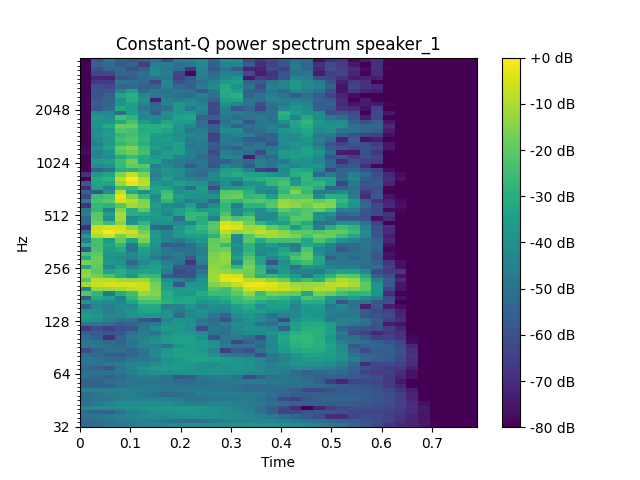 Constant-Q power spectrum speaker_1
Hz
2048
1024
512
256
128
64
32
0 0.1 0.2 0.3 0.4 0.5 0.6 0.7
Time
+0 dB
-10 dB
-20 dB
-30 dB
-40 dB
-50 dB
-60 dB
-70 dB
-80 dB